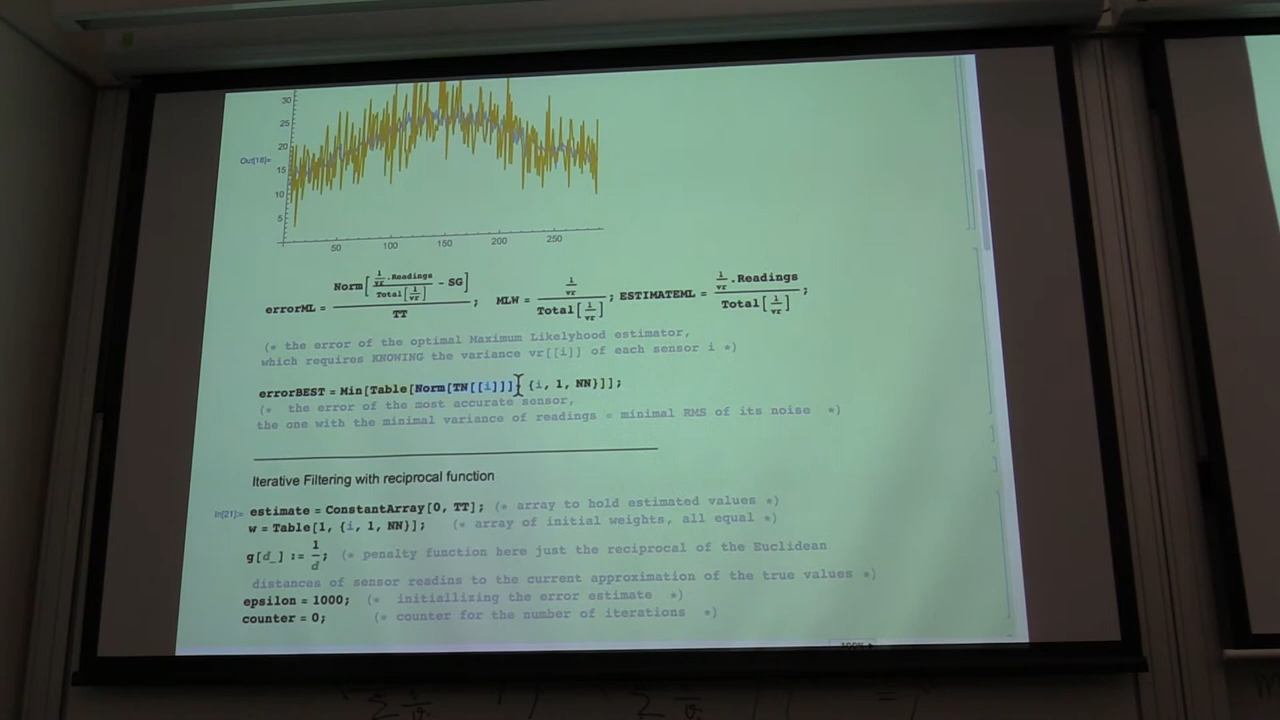 30
25
20
15
10
5
Out[18]=
50 100 150 200 250
errorML = Norm[(1/vr.Readings)/Total[1/vr] - SG]/TT; MLW = (1/vr)/Total[1/vr]; ESTIMATEML = (1/vr.Readings)/Total[1/vr];
(* the error of the optimal Maximum Likelyhood estimator,
which requires KNOWING the variance vr[[i]] of each sensor i *)
errorBEST = Min[Table[Norm[TN[[i]]], {i, 1, NN}]];
(* the error of the most accurate sensor,
the one with the minimal variance of readings = minimal RMS of its noise *)
Iterative Filtering with reciprocal function
In[21]:= estimate = ConstantArray[0, TT]; (* array to hold estimated values *)
w = Table[1, {i, 1, NN}]; (* array of initial weights, all equal *)
g[d_] := 1/d; (* penalty function here just the reciprocal of the Euclidean
distances of sensor readins to the current approximation of the true values *)
epsilon = 1000; (* initiallizing the error estimate *)
counter = 0; (* counter for the number of iterations *)
100%